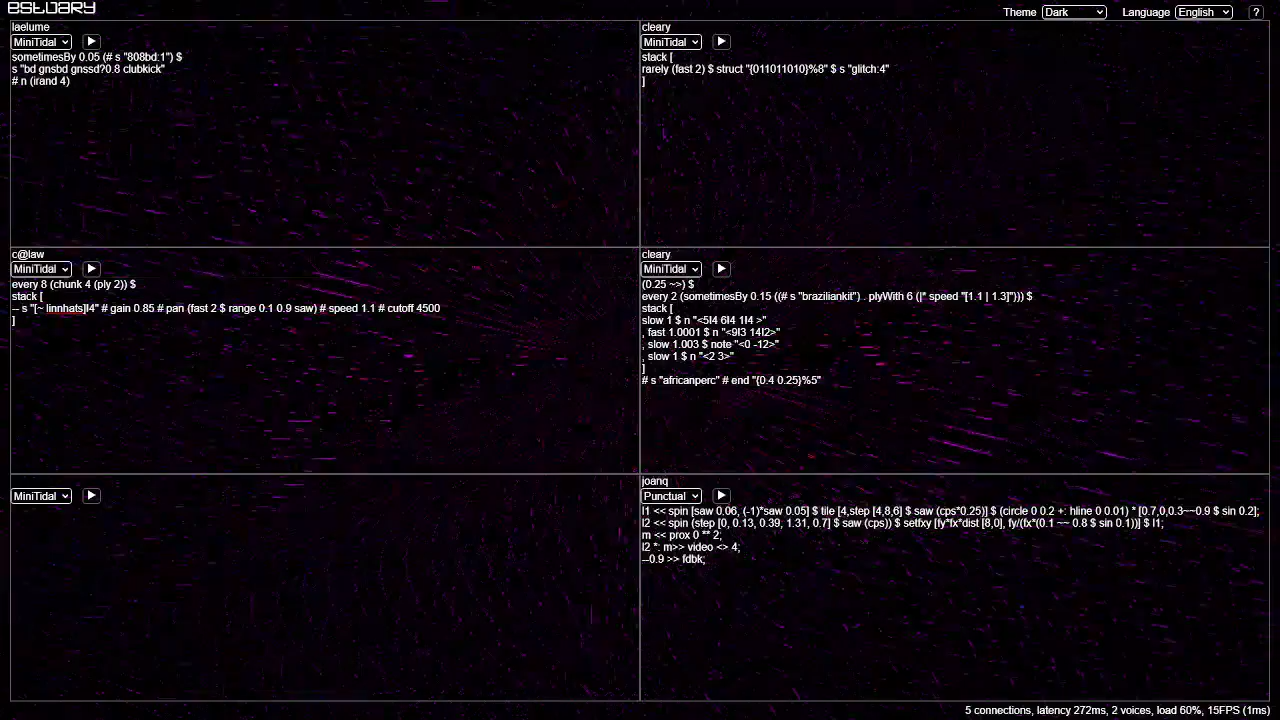 estuary
Theme Dark Language English ?
laelume
MiniTidal
sometimesBy 0.05 (# s "808bd:1") $
s "bd gnsbd gnssd?0.8 clubkick"
# n (irand 4)
cleary
MiniTidal
stack [
rarely (fast 2) $ struct "{011011010}%8" $ s "glitch:4"
]
c@law
MiniTidal
every 8 (chunk 4 (ply 2)) $
stack [
-- s "[~ linnhats]!4" # gain 0.85 # pan (fast 2 $ range 0.1 0.9 saw) # speed 1.1 # cutoff 4500
]
cleary
MiniTidal
(0.25 ~>) $
every 2 (sometimesBy 0.15 ((# s "braziliankit") . plyWith 6 (|* speed "[1.1 | 1.3]"))) $
stack [
slow 1 $ n "<5!4 6!4 1!4 >"
, fast 1.0001 $ n "<9!3 14!2>"
, slow 1.003 $ note "<0 -12>"
, slow 1 $ n "<2 3>"
]
# s "africanperc" # end "{0.4 0.25}%5"
MiniTidal
joanq
Punctual
l1 << spin [saw 0.06, (-1)*saw 0.05] $ tile [4,step [4,8,6] $ saw (cps*0.25)] $ (circle 0 0.2 +: hline 0 0.01) * [0.7,0,0.3~~0.9 $ sin 0.2];
l2 << spin (step [0, 0.13, 0.39, 1.31, 0.7] $ saw (cps)) $ setfxy [fy*fx*dist [8,0], fy/(fx*(0.1 ~~ 0.8 $ sin 0.1))] $ l1;
m << prox 0 ** 2;
l2 *: m>> video <> 4;
--0.9 >> fdbk;
5 connections, latency 272ms, 2 voices, load 60%, 15FPS (1ms)